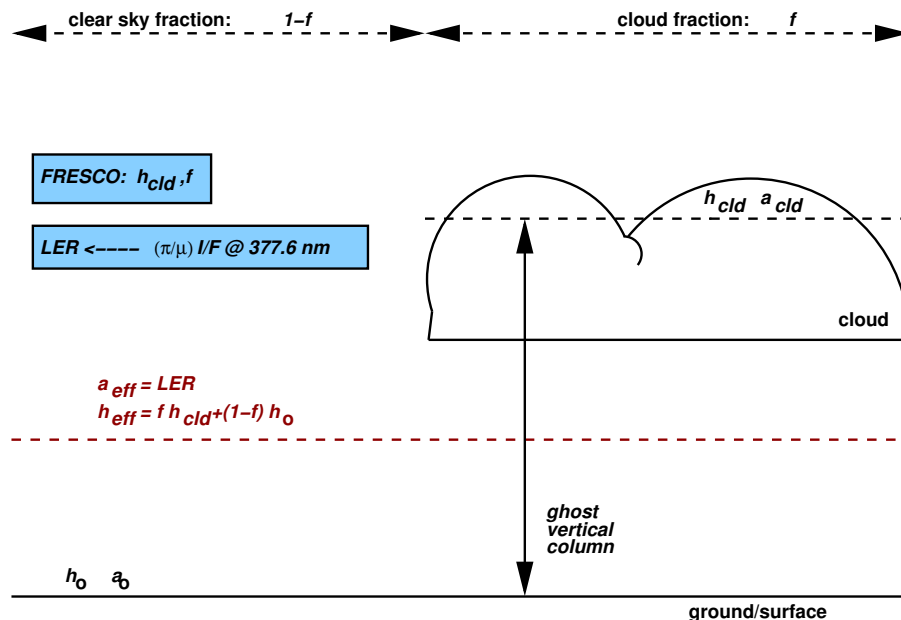 clear sky fraction: 1−f
cloud fraction: f
FRESCO: h_cld ,f
LER <−−−− (π/μ) I/F @ 377.6 nm
h_cld a_cld
cloud
a_eff = LER
h_eff = f h_cld+(1−f) h_o
ghost
vertical
column
h_o a_o
ground/surface